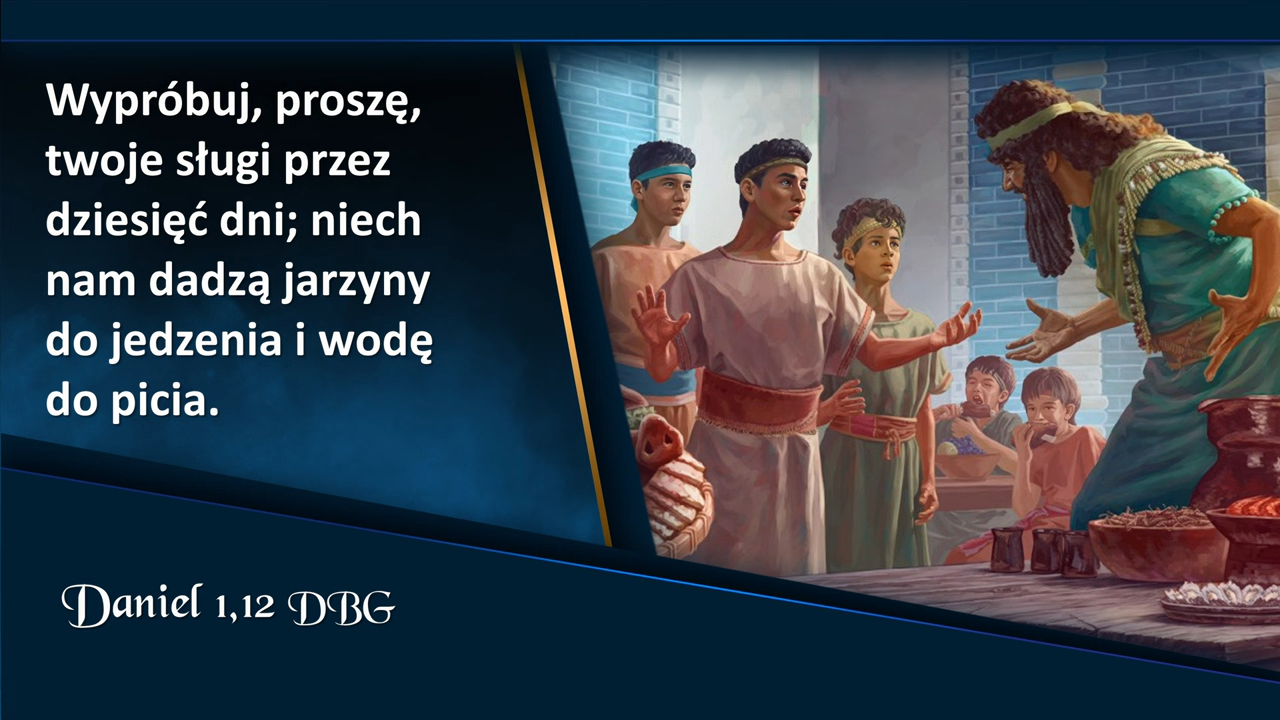 Wypróbuj, proszę,
twoje sługi przez
dziesięć dni; niech
nam dadzą jarzyny
do jedzenia i wodę
do picia.
Daniel 1,12 DBG